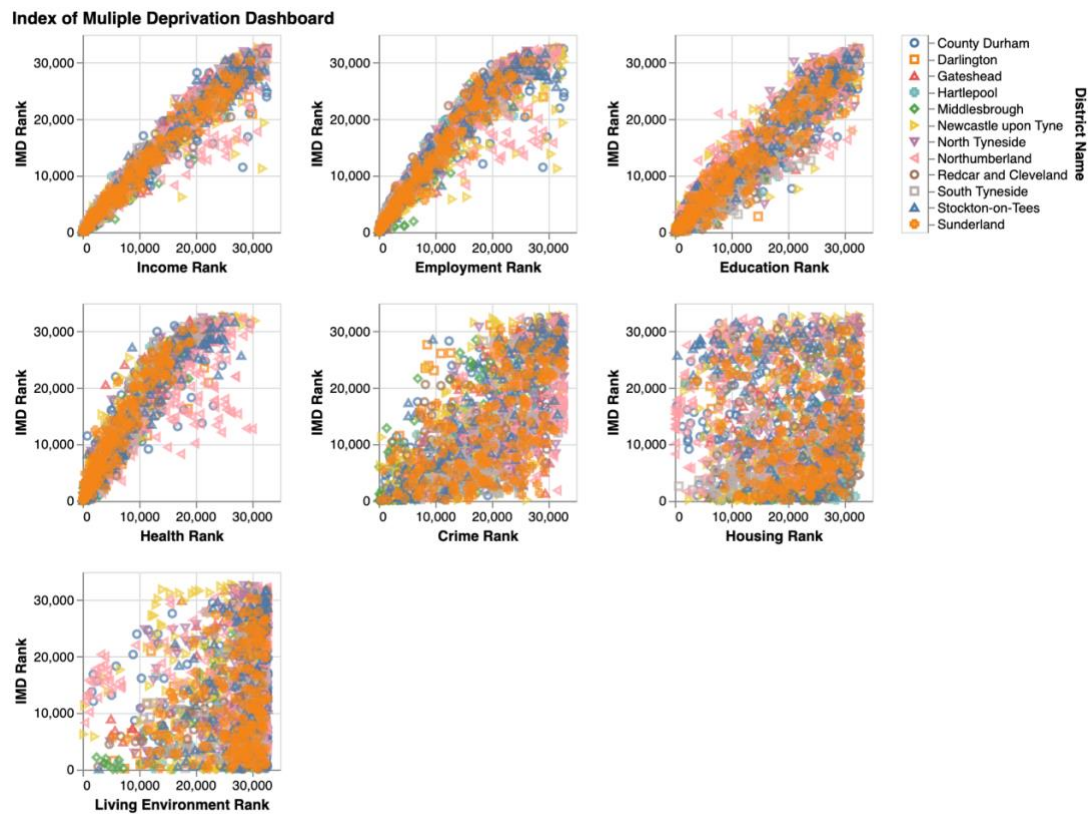 Index of Muliple Deprivation Dashboard
IMD Rank
30,000
20,000
10,000
0
0 10,000 20,000 30,000
Income Rank
IMD Rank
30,000
20,000
10,000
0
0 10,000 20,000 30,000
Employment Rank
IMD Rank
30,000
20,000
10,000
0
0 10,000 20,000 30,000
Education Rank
County Durham
Darlington
Gateshead
Hartlepool
Middlesbrough
Newcastle upon Tyne
North Tyneside
Northumberland
Redcar and Cleveland
South Tyneside
Stockton-on-Tees
Sunderland
District Name
IMD Rank
30,000
20,000
10,000
0
0 10,000 20,000 30,000
Health Rank
IMD Rank
30,000
20,000
10,000
0
0 10,000 20,000 30,000
Crime Rank
IMD Rank
30,000
20,000
10,000
0
0 10,000 20,000 30,000
Housing Rank
IMD Rank
30,000
20,000
10,000
0
0 10,000 20,000 30,000
Living Environment Rank